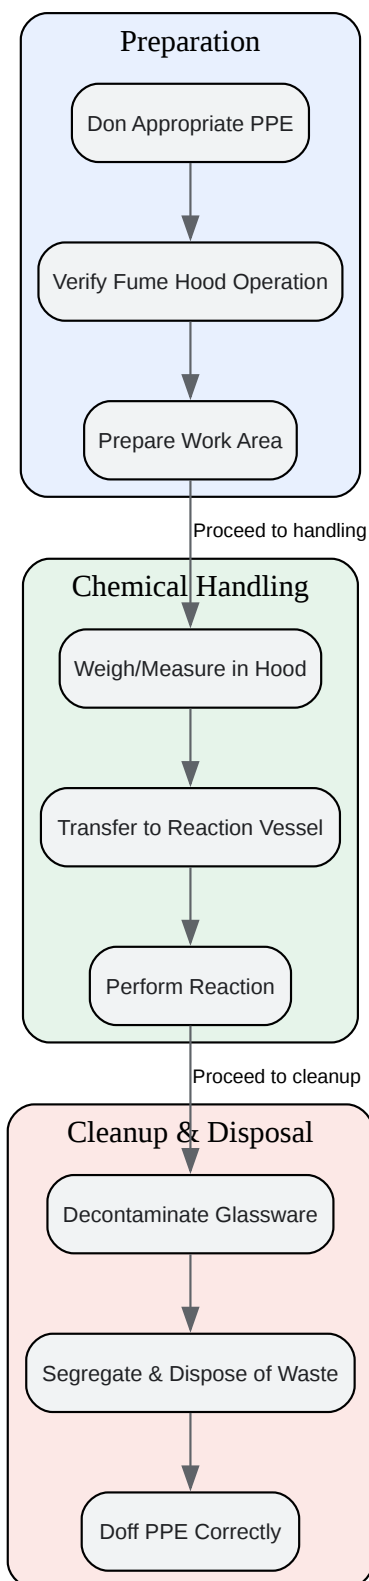 Preparation
Don Appropriate PPE
Verify Fume Hood Operation
Prepare Work Area
Proceed to handling
Chemical Handling
Weigh/Measure in Hood
Transfer to Reaction Vessel
Perform Reaction
Proceed to cleanup
Cleanup & Disposal
Decontaminate Glassware
Segregate & Dispose of Waste
Doff PPE Correctly